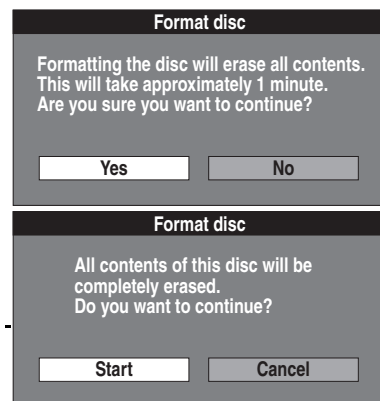 Format disc
Formatting the disc will erase all contents.
This will take approximately 1 minute.
Are you sure you want to continue?
Yes No
Format disc
All contents of this disc will be
completely erased.
Do you want to continue?
Start Cancel